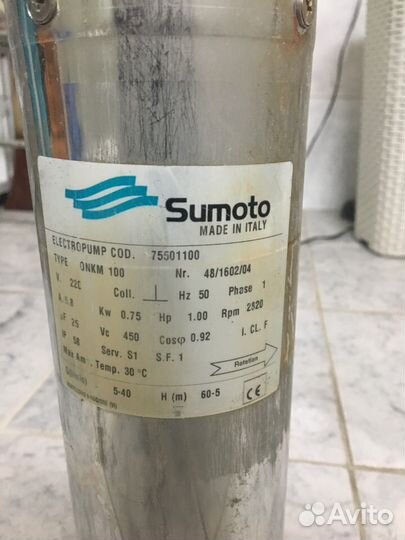 Sumoto
MADE IN ITALY
ELECTROPUMP COD. 75501100
TYPE ONKM 100 Nr. 48/1602/04
V. 220 Coll. Hz 50 Phase 1
A. 5.8 Kw 0.75 Hp 1.00 Rpm 2820
µF 25 Vc 450 Cosφ 0.92 I. CL. F
IP 58 Serv. S1 S.F. 1
Max Am. Temp. 30 °C
Rotation
5-40 H (m) 60-5
CE
Avito